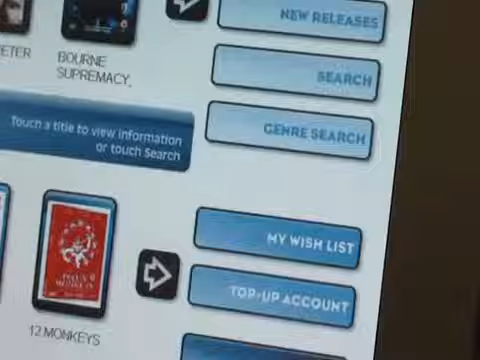 NEW RELEASES
ETER
BOURNE
SUPREMACY,
SEARCH
GENRE SEARCH
Touch a title to view information
or touch Search
MY WISH LIST
TOP-UP ACCOUNT
12 MONKEYS